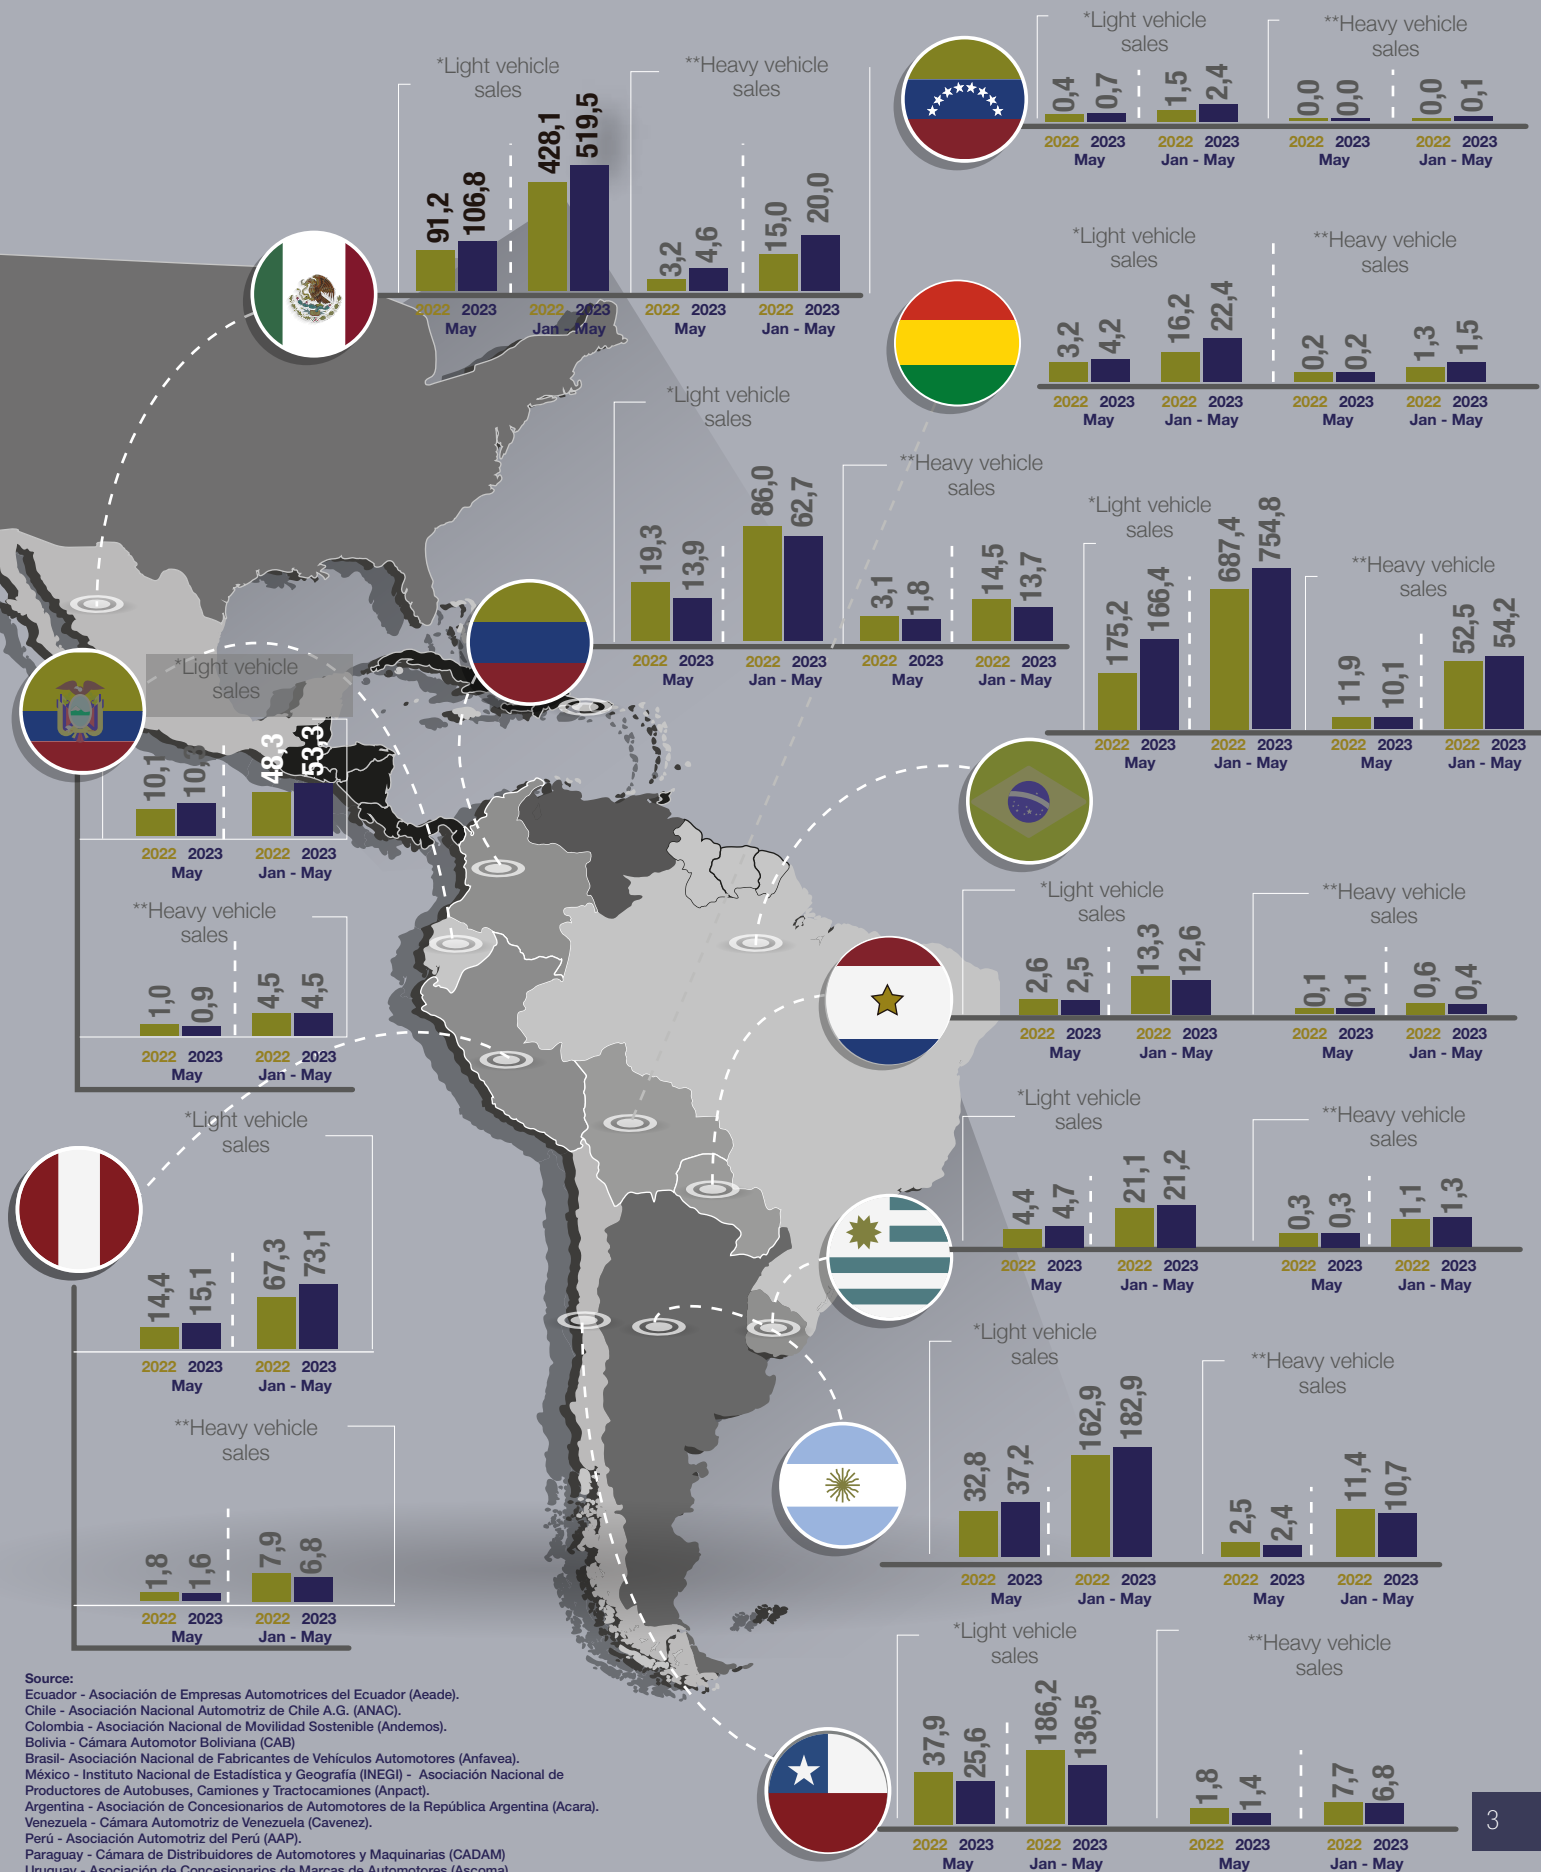 *Light vehicle
sales
**Heavy vehicle
sales
91,2
106,8
428,1
519,5
3,2
4,6
15,0
20,0
2022 2023 2022 2023 2022 2023 2022 2023
May Jan - May May Jan - May
*Light vehicle
sales
**Heavy vehicle
sales
0,4
0,7
1,5
2,4
0,0
0,0
0,0
0,1
2022 2023 2022 2023 2022 2023 2022 2023
May Jan - May May Jan - May
*Light vehicle
sales
**Heavy vehicle
sales
3,2
4,2
16,2
22,4
0,2
0,2
1,3
1,5
2022 2023 2022 2023 2022 2023 2022 2023
May Jan - May May Jan - May
*Light vehicle
sales
**Heavy vehicle
sales
19,3
13,9
86,0
62,7
3,1
1,8
14,5
13,7
2022 2023 2022 2023 2022 2023 2022 2023
May Jan - May May Jan - May
*Light vehicle
sales
**Heavy vehicle
sales
175,2
166,4
687,4
754,8
11,9
10,1
52,5
54,2
2022 2023 2022 2023 2022 2023 2022 2023
May Jan - May May Jan - May
*Light vehicle
sales
10,1
48,3
53,3
2022 2023 2022 2023
May Jan - May
**Heavy vehicle
sales
1,0
0,9
4,5
4,5
2022 2023 2022 2023
May Jan - May
*Light vehicle
sales
**Heavy vehicle
sales
2,6
2,5
13,3
12,6
0,1
0,1
0,6
0,4
2022 2023 2022 2023 2022 2023 2022 2023
May Jan - May May Jan - May
*Light vehicle
sales
**Heavy vehicle
sales
4,4
4,7
21,1
21,2
0,3
0,3
1,1
1,3
2022 2023 2022 2023 2022 2023 2022 2023
May Jan - May May Jan - May
*Light vehicle
sales
14,4
15,1
67,3
73,1
2022 2023 2022 2023
May Jan - May
**Heavy vehicle
sales
1,8
1,6
7,9
6,8
2022 2023 2022 2023
May Jan - May
*Light vehicle
sales
**Heavy vehicle
sales
32,8
37,2
162,9
182,9
2,5
2,4
11,4
10,7
2022 2023 2022 2023 2022 2023 2022 2023
May Jan - May May Jan - May
*Light vehicle
sales
**Heavy vehicle
sales
37,9
25,6
186,2
136,5
1,8
1,4
7,7
6,8
2022 2023 2022 2023 2022 2023 2022 2023
May Jan - May May Jan - May
Source:
Ecuador - Asociación de Empresas Automotrices del Ecuador (Aeade).
Chile - Asociación Nacional Automotriz de Chile A.G. (ANAC).
Colombia - Asociación Nacional de Movilidad Sostenible (Andemos).
Bolivia - Cámara Automotor Boliviana (CAB)
Brasil- Asociación Nacional de Fabricantes de Vehículos Automotores (Anfavea).
México - Instituto Nacional de Estadística y Geografía (INEGI) - Asociación Nacional de
Productores de Autobuses, Camiones y Tractocamiones (Anpact).
Argentina - Asociación de Concesionarios de Automotores de la República Argentina (Acara).
Venezuela - Cámara Automotriz de Venezuela (Cavenez).
Perú - Asociación Automotriz del Perú (AAP).
Paraguay - Cámara de Distribuidores de Automotores y Maquinarias (CADAM)
Uruguay - Asociación de Concesionarios de Marcas de Automotores (Ascoma)
3